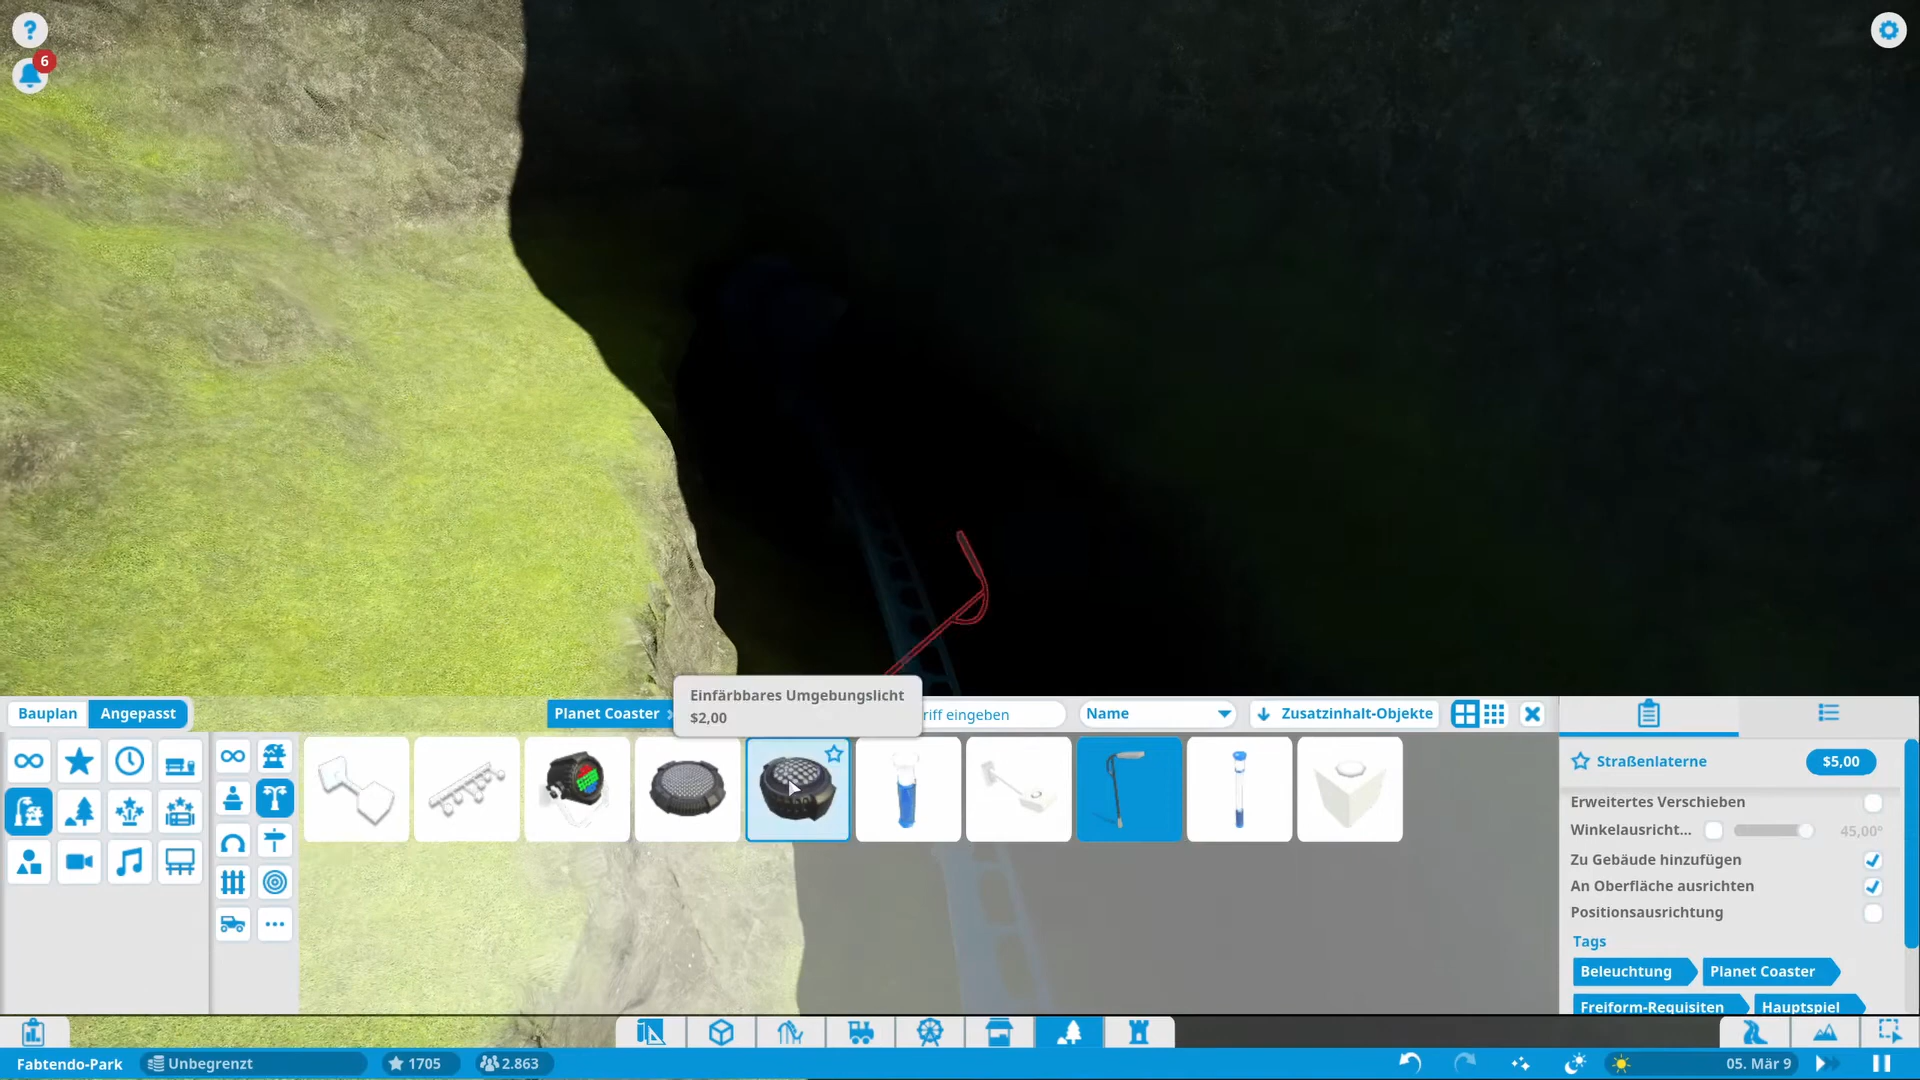 ?
6
Einfärbbares Umgebungslicht
$2,00
Bauplan
Angepasst
Planet Coaster
riff eingeben
Name
Zusatzinhalt-Objekte
Straßenlaterne
$5,00
Erweitertes Verschieben
Winkelausricht...
45,00°
Zu Gebäude hinzufügen
An Oberfläche ausrichten
Positionsausrichtung
Tags
Beleuchtung
Planet Coaster
Freiform-Requisiten
Hauptspiel
Fabtendo-Park
Unbegrenzt
1705
2.863
05. Mär 9